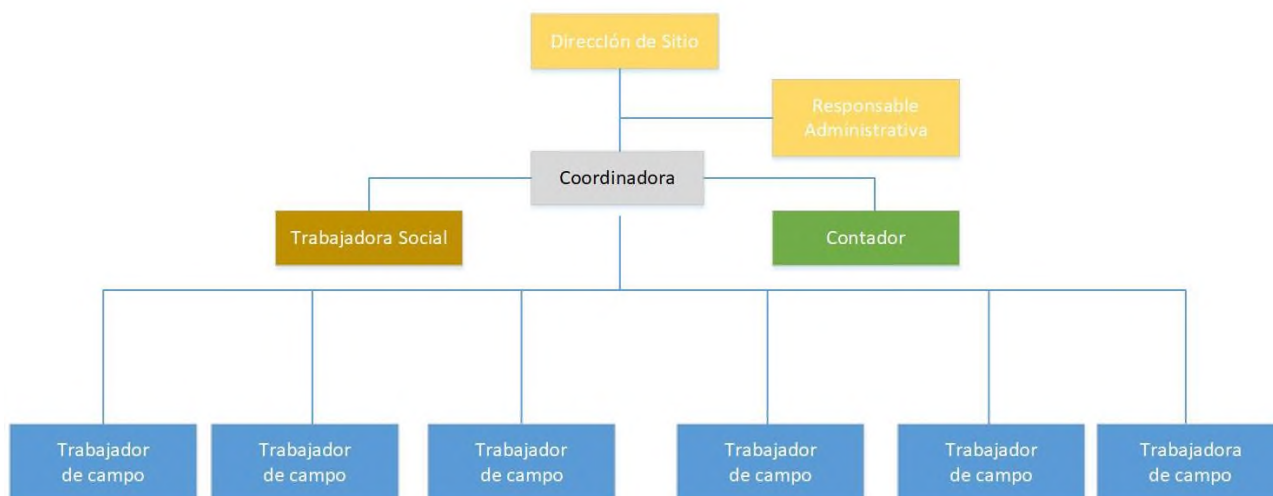 Dirección de Sitio
Responsable
Administrativa
Coordinadora
Trabajadora Social
Contador
Trabajador
de campo
Trabajador
de campo
Trabajador
de campo
Trabajador
de campo
Trabajador
de campo
Trabajadora
de campo